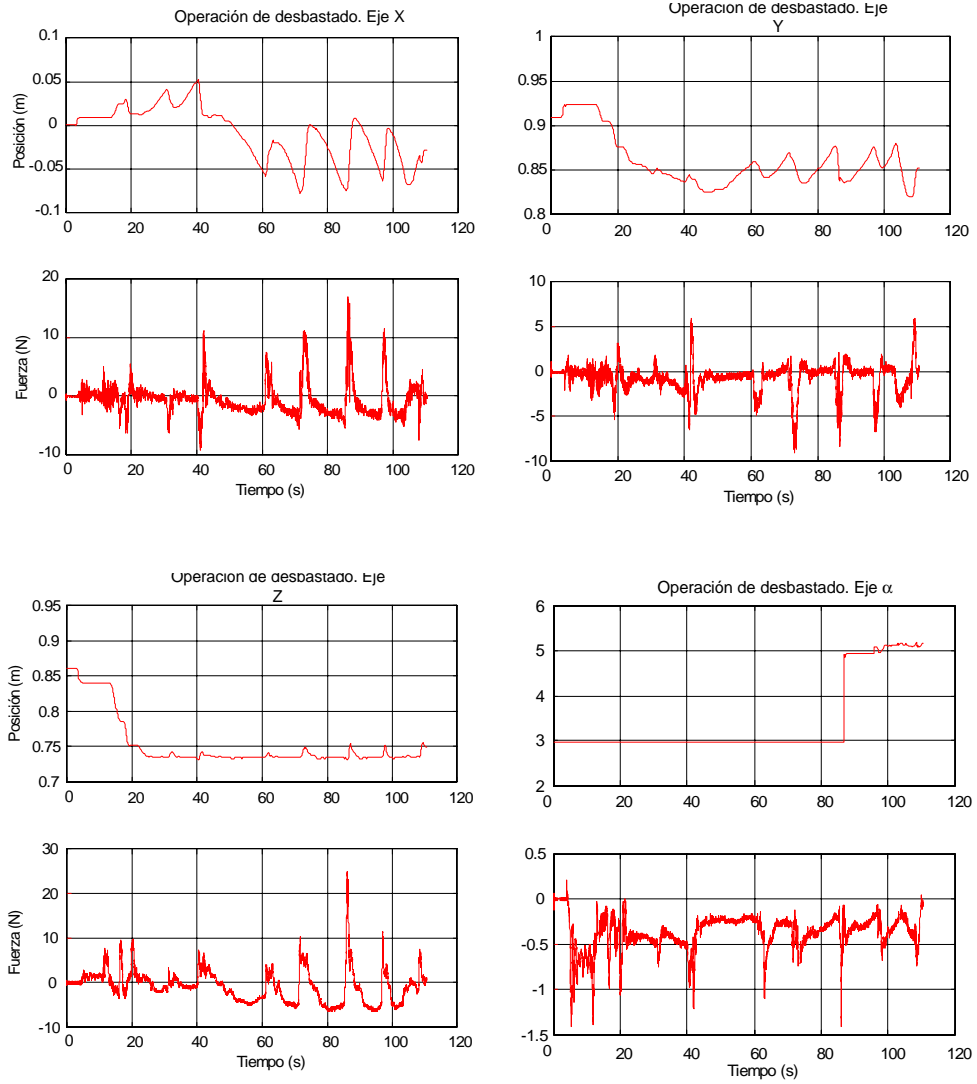 Operación de desbastado. Eje X
0.1
0.05
0
-0.05
-0.1
Posición (m)
0 20 40 60 80 100 120
20
10
0
-10
Fuerza (N)
0 20 40 60 80 100 120
Tiempo (s)
Operación de desbastado. Eje
Y
1
0.95
0.9
0.85
0.8
0 20 40 60 80 100 120
10
5
0
-5
-10
0 20 40 60 80 100 120
Tiempo (s)
Operación de desbastado. Eje
Z
0.95
0.9
0.85
0.8
0.75
0.7
Posición (m)
0 20 40 60 80 100 120
30
20
10
0
-10
Fuerza (N)
0 20 40 60 80 100 120
Tiempo (s)
Operación de desbastado. Eje α
6
5
4
3
2
0 20 40 60 80 100 120
0.5
0
-0.5
-1
-1.5
0 20 40 60 80 100 120
Tiempo (s)